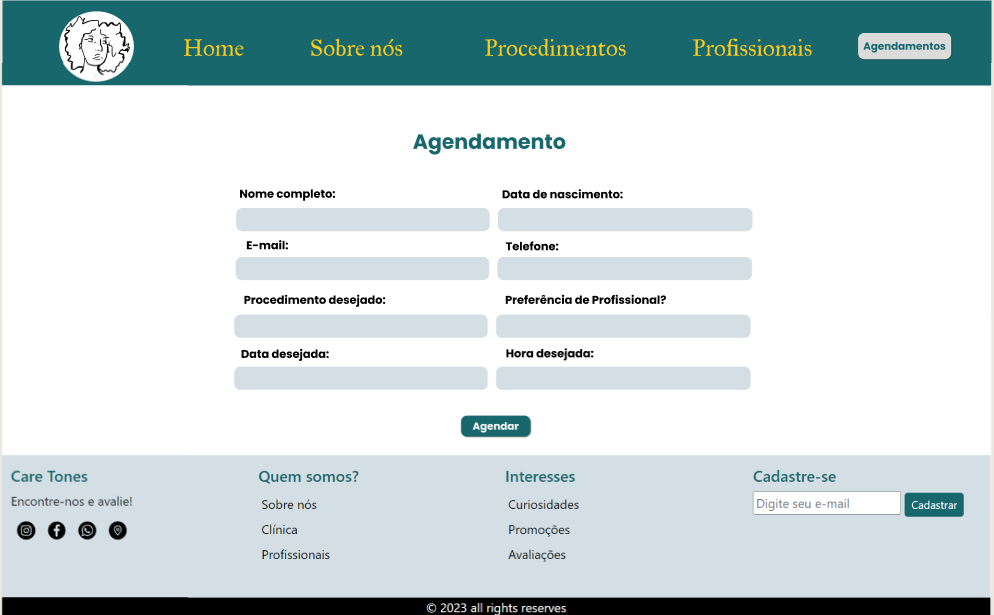 Home Sobre nós Procedimentos Profissionais Agendamentos
Agendamento
Nome completo: Data de nascimento:
E-mail: Telefone:
Procedimento desejado: Preferência de Profissional?
Data desejada: Hora desejada:
Agendar
Care Tones
Encontre-nos e avalie!
Quem somos?
Sobre nós
Clínica
Profissionais
Interesses
Curiosidades
Promoções
Avaliações
Cadastre-se
Digite seu e-mail Cadastrar
© 2023 all rights reserves